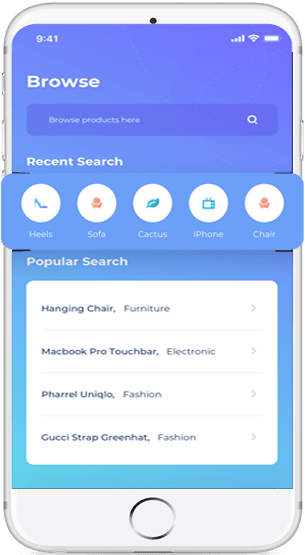 9:41
Browse
Browse products here
Recent Search
Heels Sofa Cactus iPhone Chair
Popular Search
Hanging Chair, Furniture
Macbook Pro Touchbar, Electronic
Pharrel Uniqlo, Fashion
Gucci Strap Greenhat, Fashion